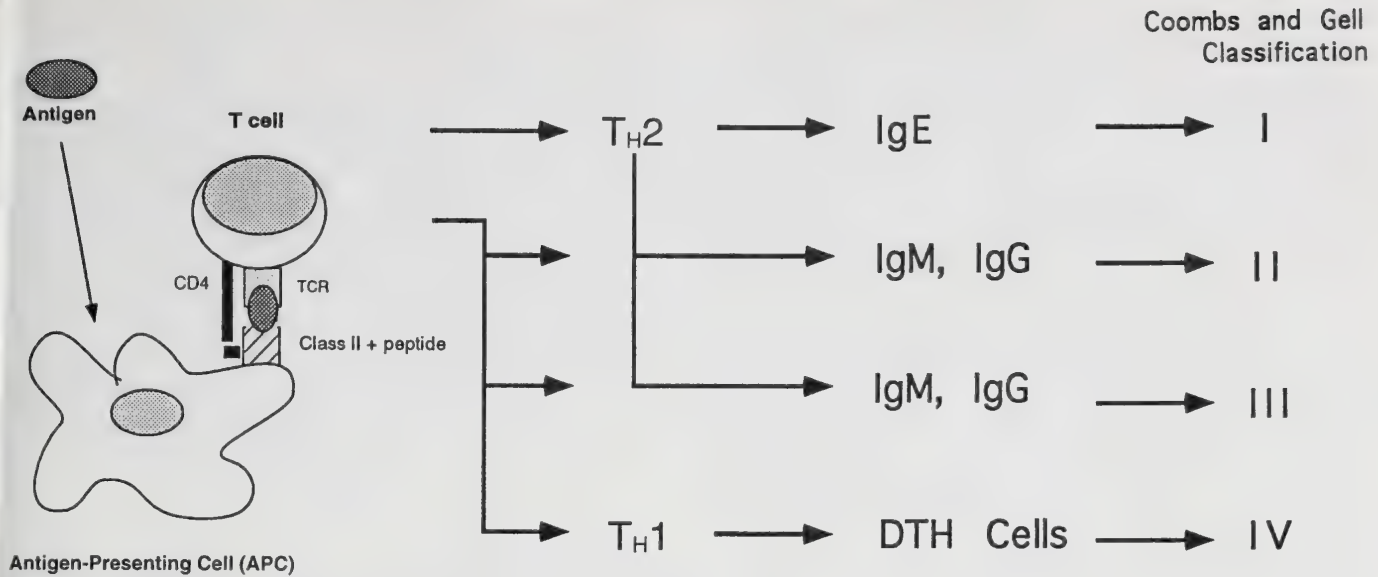 Coombs and Gell
Classification
Antigen
T cell
TH2
IgE
I
CD4
TCR
IgM, IgG
II
Class II + peptide
IgM, IgG
III
TH1
DTH Cells
IV
Antigen-Presenting Cell (APC)